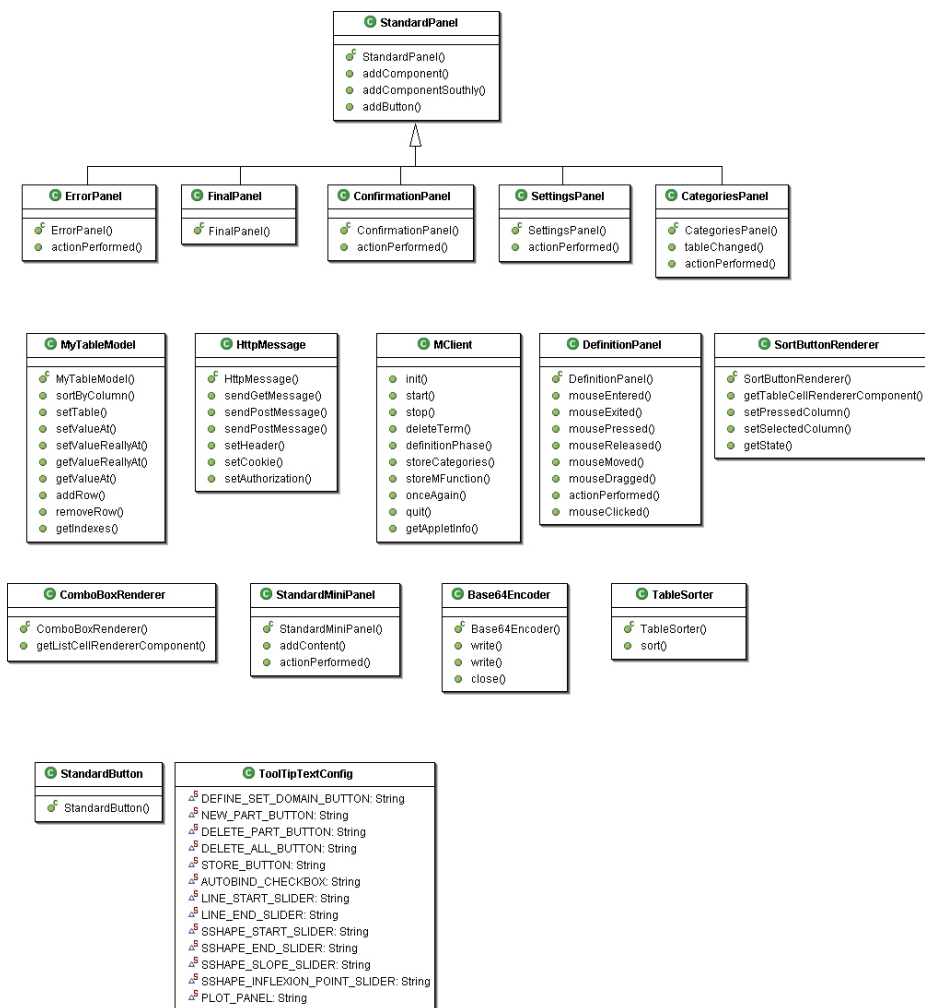 StandardPanel
StandardPanel()
addComponent()
addComponentSouthly()
addButton()
ErrorPanel
ErrorPanel()
actionPerformed()
FinalPanel
FinalPanel()
ConfirmationPanel
ConfirmationPanel()
actionPerformed()
SettingsPanel
SettingsPanel()
actionPerformed()
CategoriesPanel
CategoriesPanel()
tableChanged()
actionPerformed()
MyTableModel
MyTableModel()
sortByColumn()
setTable()
setValueAt()
setValueReallyAt()
getValueReallyAt()
getValueAt()
addRow()
removeRow()
getIndexes()
HttpMessage
HttpMessage()
sendGetMessage()
sendPostMessage()
sendPostMessage()
setHeader()
setCookie()
setAuthorization()
MClient
init()
start()
stop()
deleteTerm()
definitionPhase()
storeCategories()
storeMFunction()
onceAgain()
quit()
getAppletInfo()
DefinitionPanel
DefinitionPanel()
mouseEntered()
mouseExited()
mousePressed()
mouseReleased()
mouseMoved()
mouseDragged()
actionPerformed()
mouseClicked()
SortButtonRenderer
SortButtonRenderer()
getTableCellRendererComponent()
setPressedColumn()
setSelectedColumn()
getState()
ComboBoxRenderer
ComboBoxRenderer()
getListCellRendererComponent()
StandardMiniPanel
StandardMiniPanel()
addContent()
actionPerformed()
Base64Encoder
Base64Encoder()
write()
write()
close()
TableSorter
TableSorter()
sort()
StandardButton
StandardButton()
ToolTipTextConfig
DEFINE_SET_DOMAIN_BUTTON: String
NEW_PART_BUTTON: String
DELETE_PART_BUTTON: String
DELETE_ALL_BUTTON: String
STORE_BUTTON: String
AUTOBIND_CHECKBOX: String
LINE_START_SLIDER: String
LINE_END_SLIDER: String
SSHAPE_START_SLIDER: String
SSHAPE_END_SLIDER: String
SSHAPE_SLOPE_SLIDER: String
SSHAPE_INFLEXION_POINT_SLIDER: String
PLOT_PANEL: String